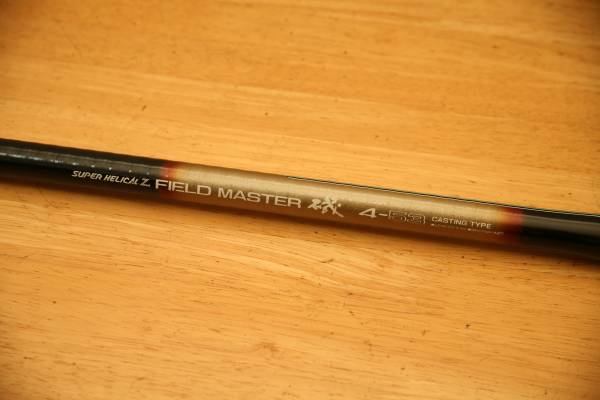 SUPER HELICAL Z FIELD MASTER 磯 4-53 CASTING TYPE